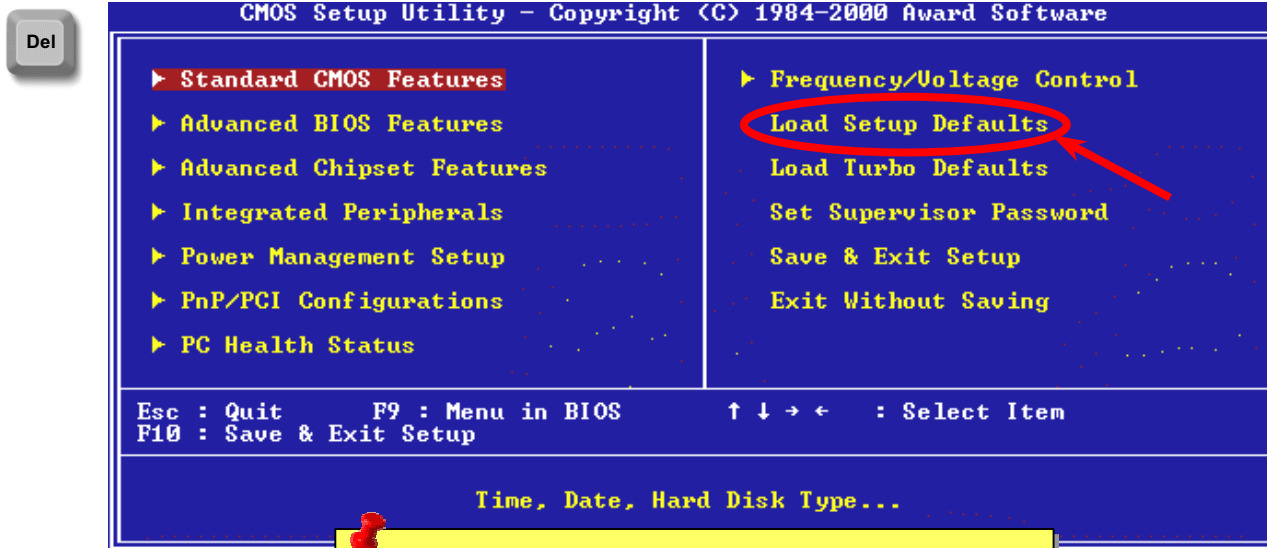 Del
CMOS Setup Utility – Copyright (C) 1984–2000 Award Software
Standard CMOS Features
Advanced BIOS Features
Advanced Chipset Features
Integrated Peripherals
Power Management Setup
PnP/PCI Configurations
PC Health Status
Frequency/Voltage Control
Load Setup Defaults
Load Turbo Defaults
Set Supervisor Password
Save & Exit Setup
Exit Without Saving
Esc : Quit F9 : Menu in BIOS ↑ ↓ → ← : Select Item
F10 : Save & Exit Setup
Time, Date, Hard Disk Type...